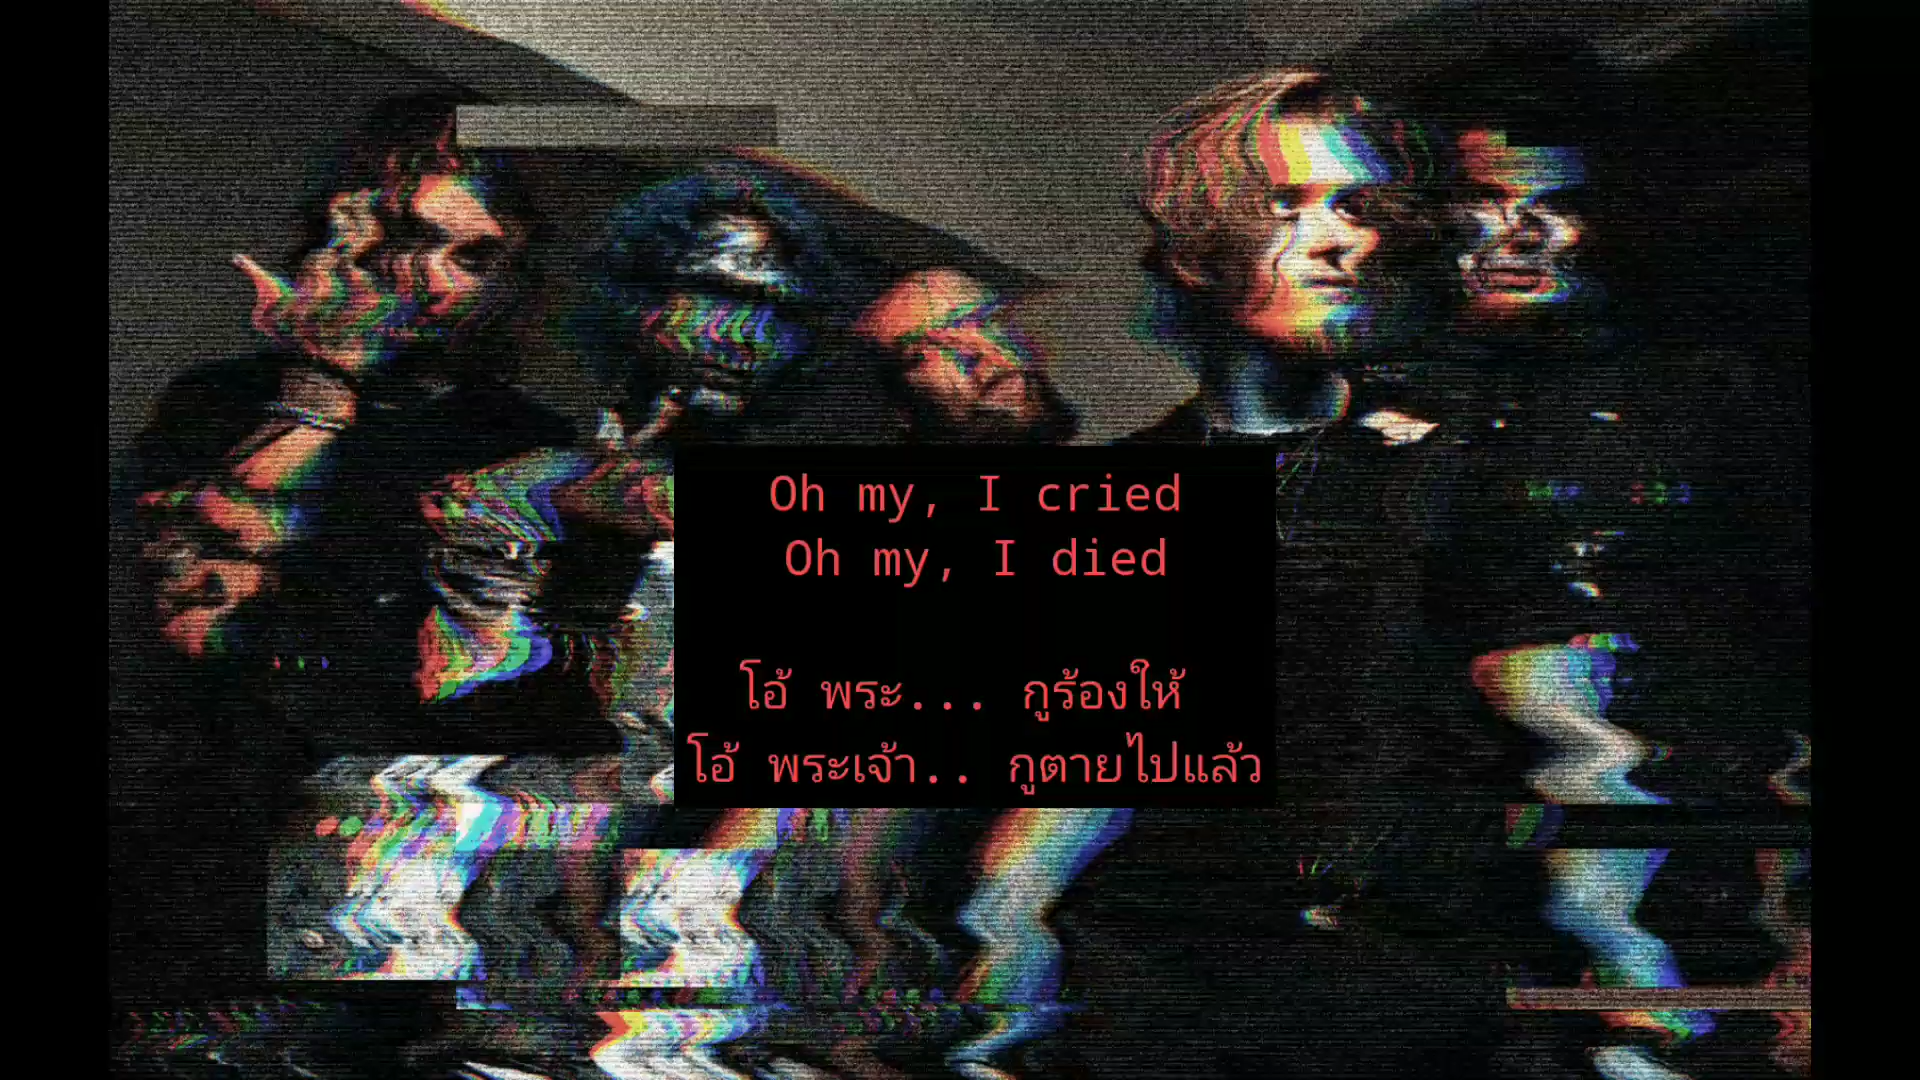 Oh my, I cried
Oh my, I died
โอ้ พระ... กูร้องให้
โอ้ พระเจ้า.. กูตายไปแล้ว